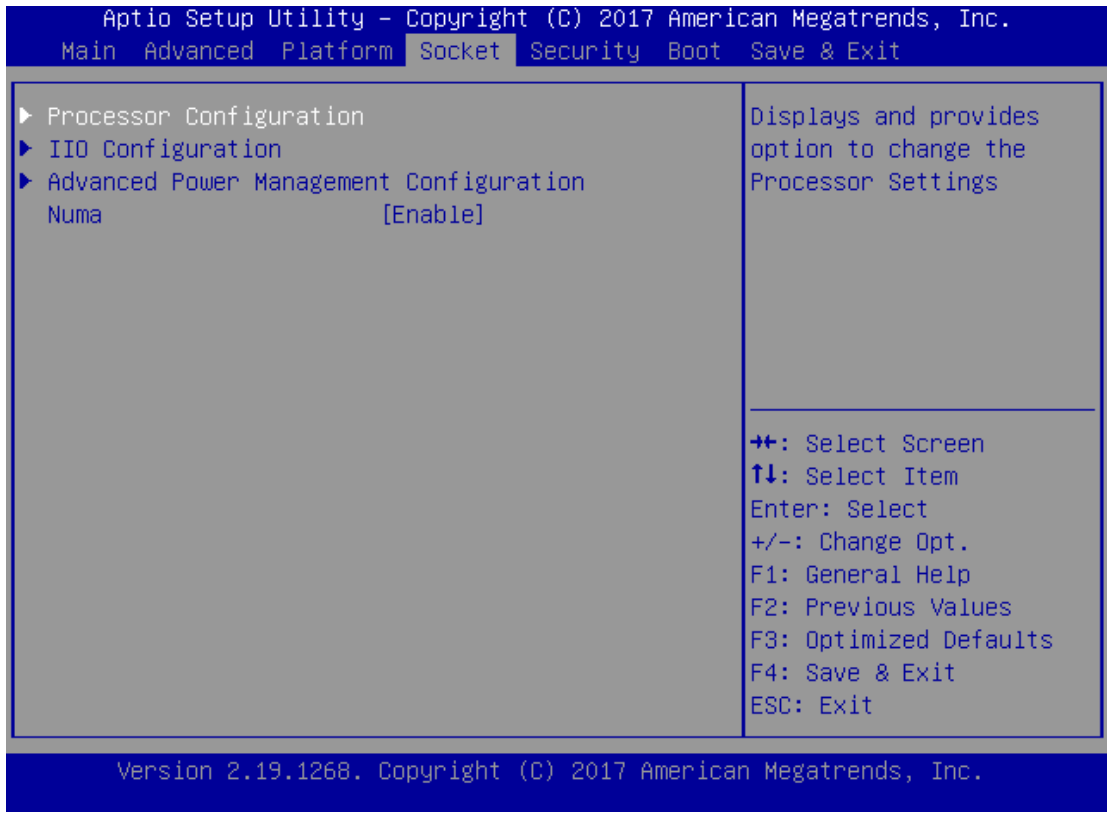 Aptio Setup Utility – Copyright (C) 2017 American Megatrends, Inc.
Main Advanced Platform Socket Security Boot Save & Exit
▶ Processor Configuration
▶ IIO Configuration
▶ Advanced Power Management Configuration
Numa [Enable]
Displays and provides
option to change the
Processor Settings
→←: Select Screen
↑↓: Select Item
Enter: Select
+/-: Change Opt.
F1: General Help
F2: Previous Values
F3: Optimized Defaults
F4: Save & Exit
ESC: Exit
Version 2.19.1268. Copyright (C) 2017 American Megatrends, Inc.